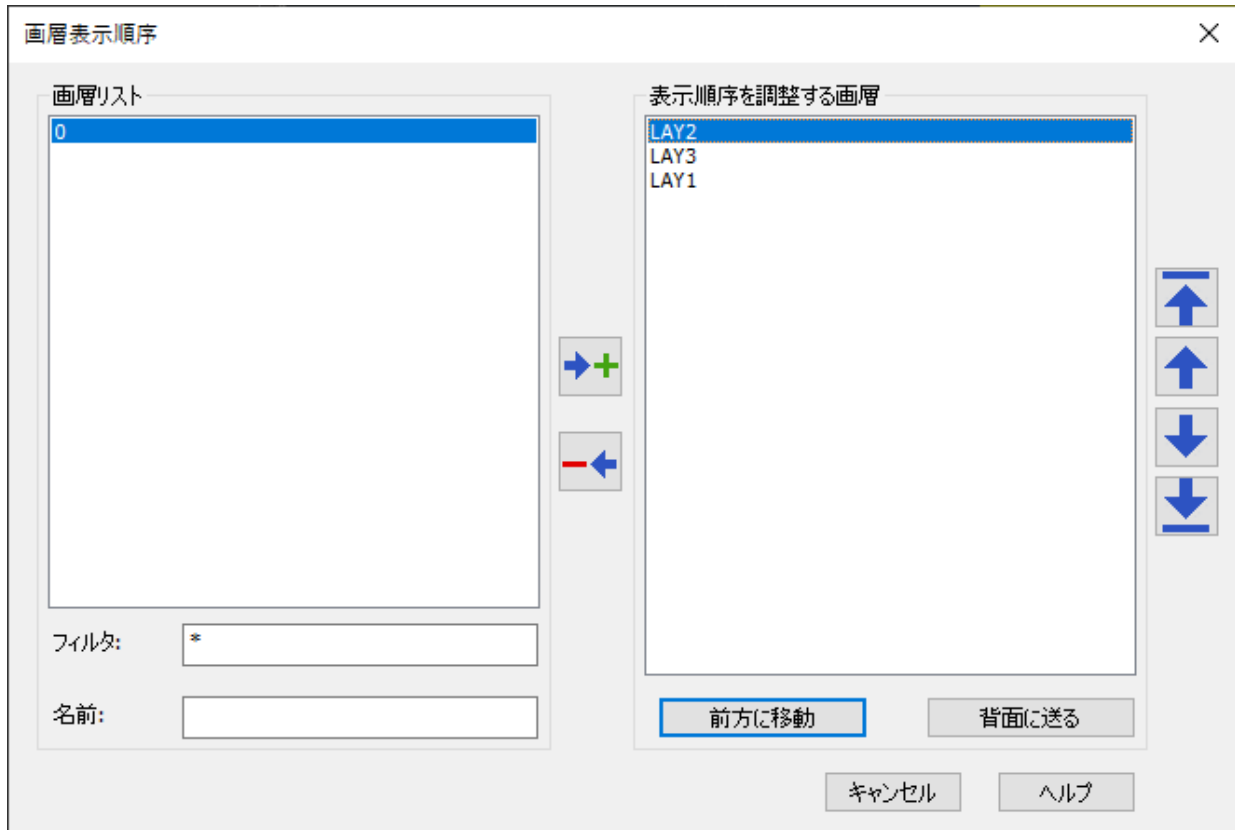 画層表示順序
画層リスト
0
フィルタ:
*
名前:
表示順序を調整する画層
LAY2
LAY3
LAY1
前方に移動
背面に送る
キャンセル
ヘルプ